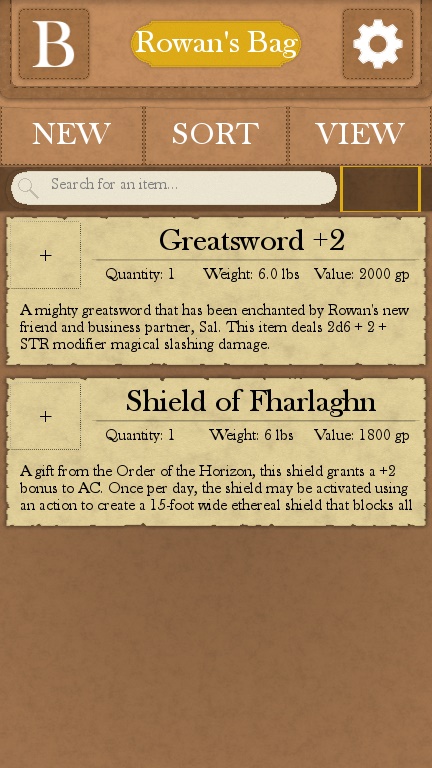 B
Rowan's Bag
NEW
SORT
VIEW
Search for an item...
+
Greatsword +2
Quantity: 1 Weight: 6.0 lbs Value: 2000 gp
A mighty greatsword that has been enchanted by Rowan's new
friend and business partner, Sal. This item deals 2d6 + 2 +
STR modifier magical slashing damage.
+
Shield of Fharlaghn
Quantity: 1 Weight: 6 lbs Value: 1800 gp
A gift from the Order of the Horizon, this shield grants a +2
bonus to AC. Once per day, the shield may be activated using
an action to create a 15-foot wide ethereal shield that blocks all